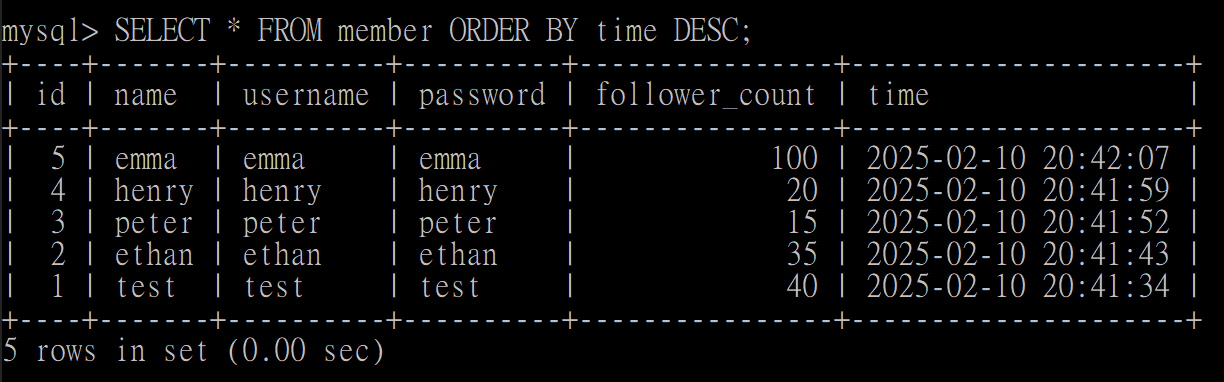 mysql> SELECT * FROM member ORDER BY time DESC;
+----+-------+----------+----------+----------------+---------------------+
| id | name  | username | password | follower_count | time                |
+----+-------+----------+----------+----------------+---------------------+
|  5 | emma  | emma     | emma     |            100 | 2025-02-10 20:42:07 |
|  4 | henry | henry    | henry    |             20 | 2025-02-10 20:41:59 |
|  3 | peter | peter    | peter    |             15 | 2025-02-10 20:41:52 |
|  2 | ethan | ethan    | ethan    |             35 | 2025-02-10 20:41:43 |
|  1 | test  | test     | test     |             40 | 2025-02-10 20:41:34 |
+----+-------+----------+----------+----------------+---------------------+
5 rows in set (0.00 sec)